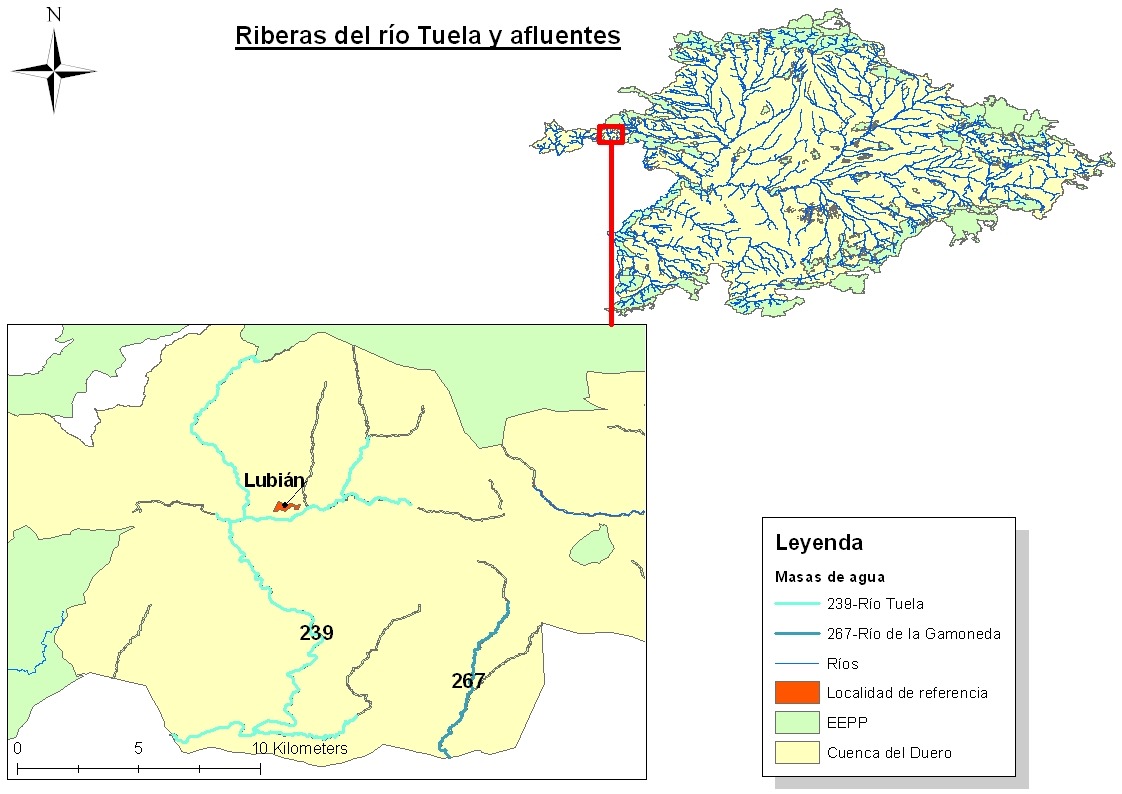 N
Riberas del río Tuela y afluentes
Lubián
239
267
0 5 10 Kilometers
Leyenda
Masas de agua
239-Río Tuela
267-Río de la Gamoneda
Ríos
Localidad de referencia
EEPP
Cuenca del Duero